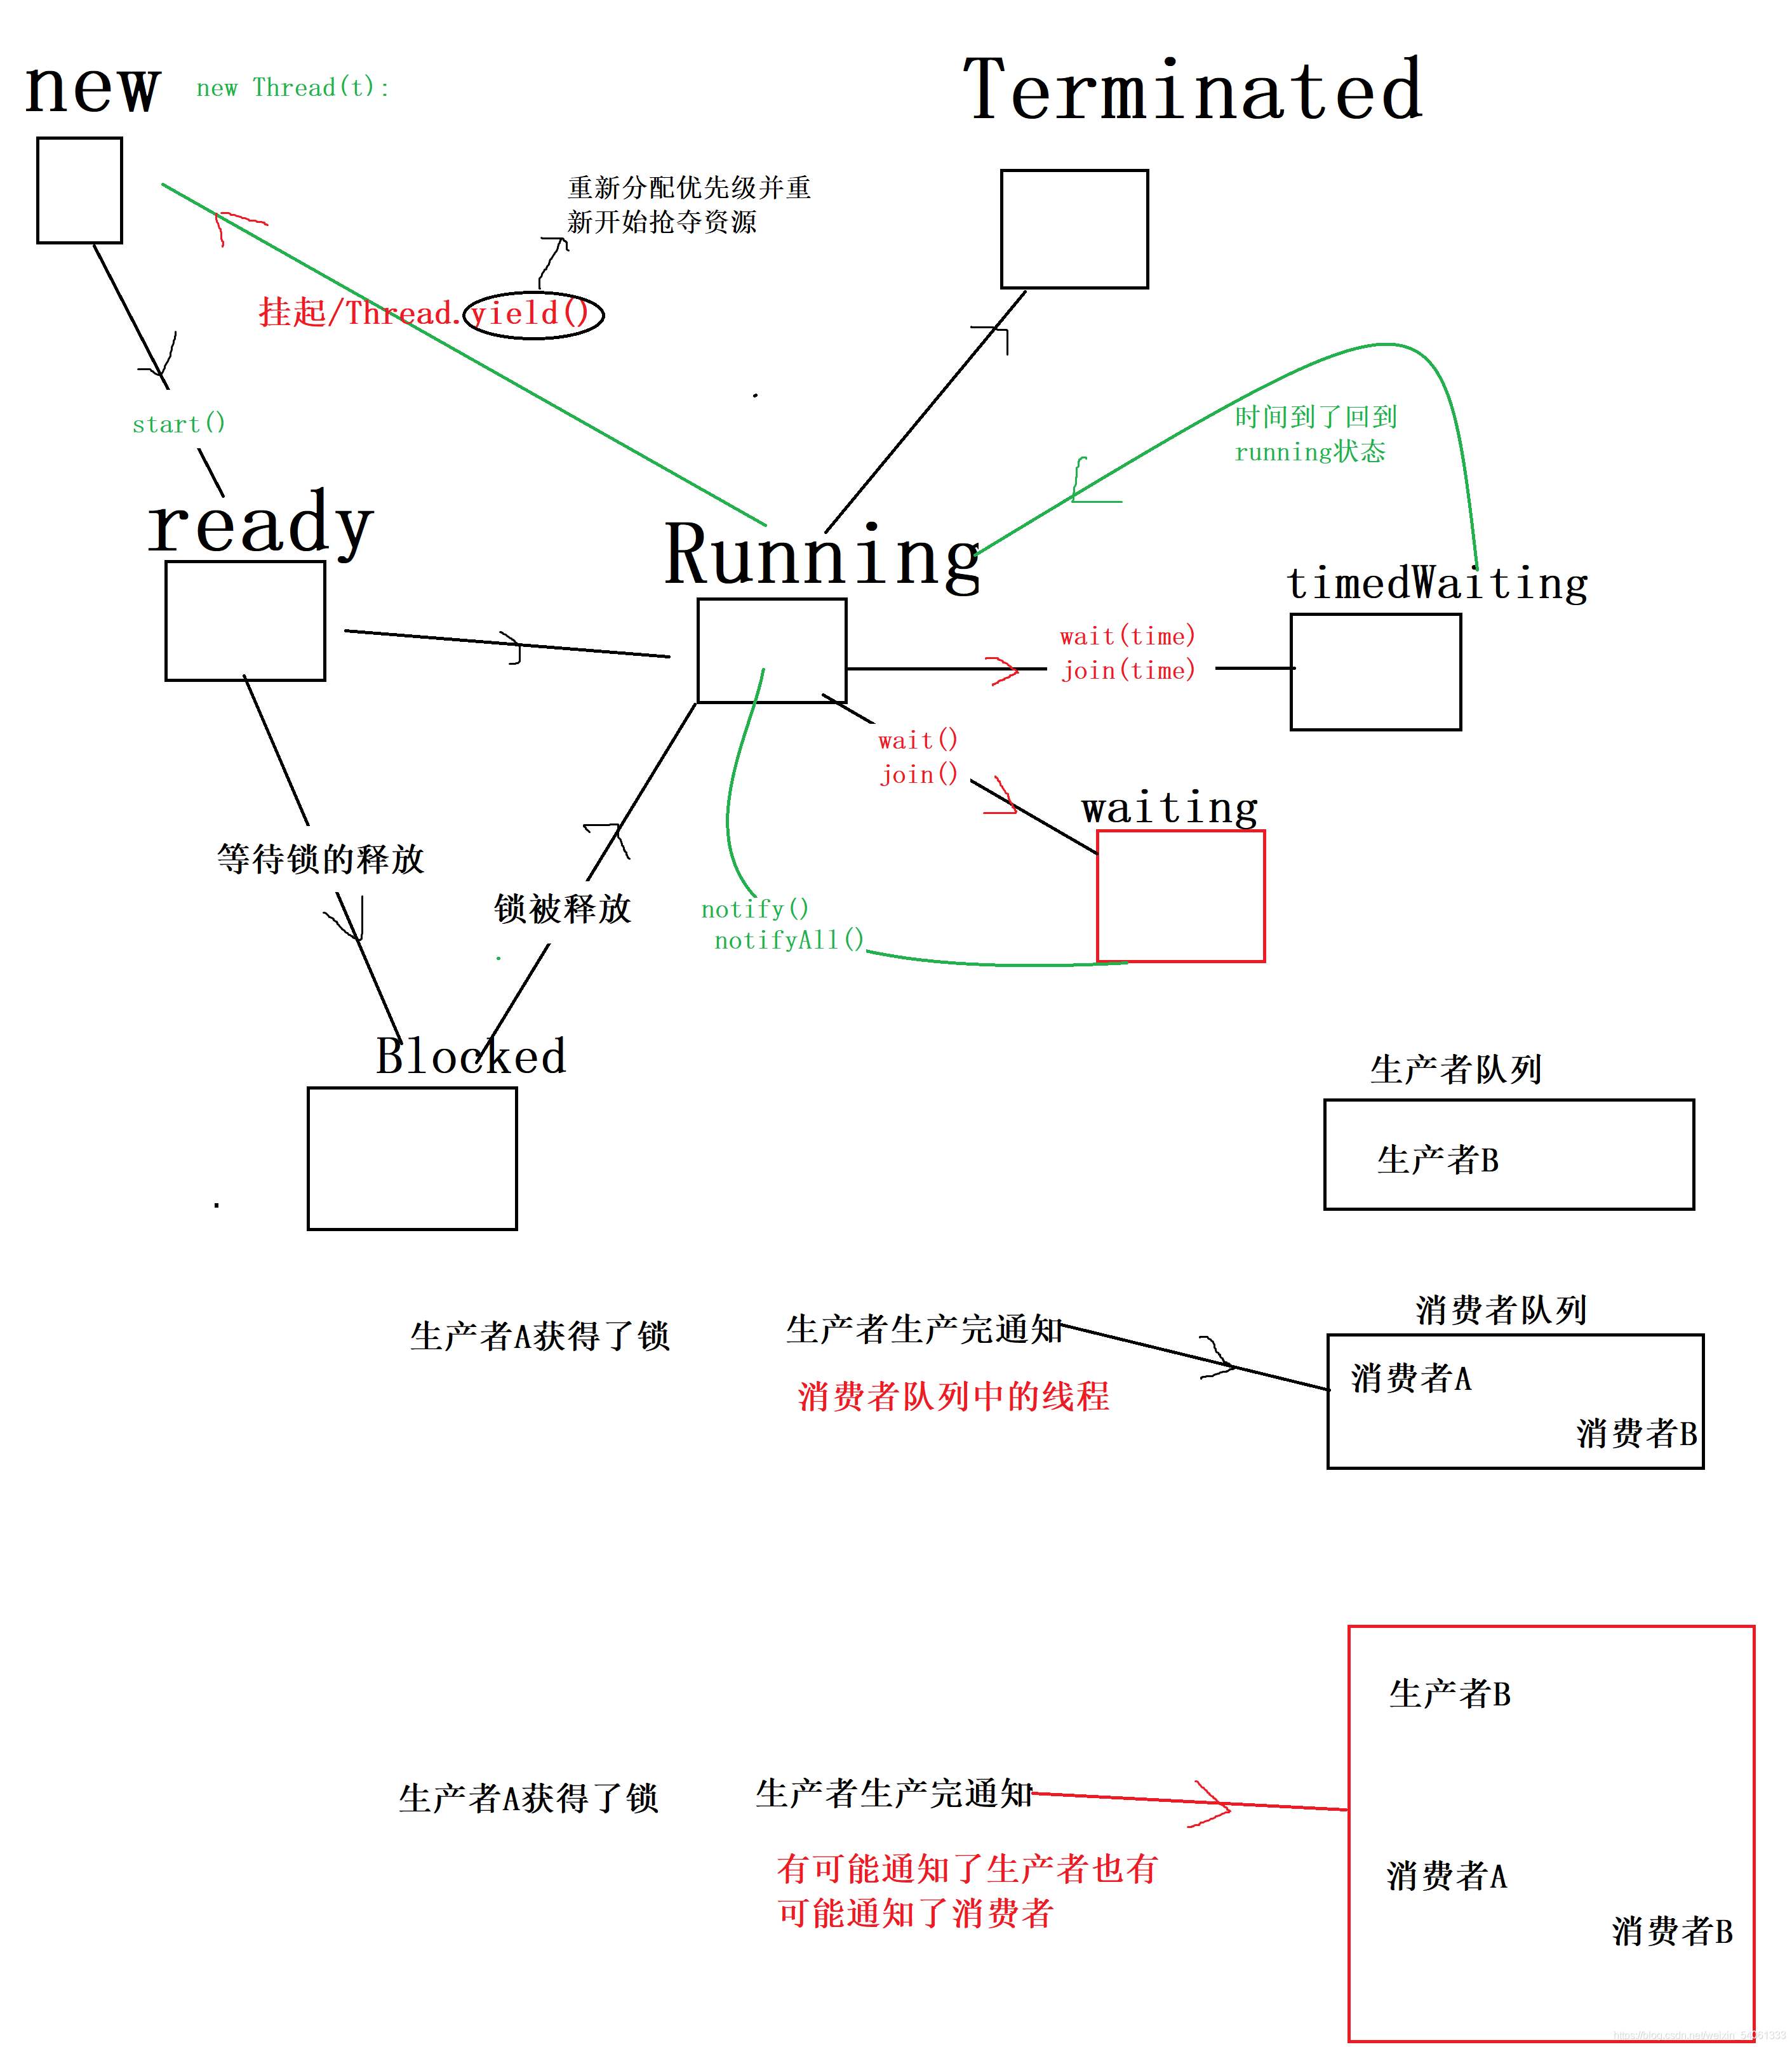 new
new Thread(t):
Terminated
重新分配优先级并重
新开始抢夺资源
挂起/Thread.yield()
start()
时间到了回到
running状态
ready
Running
timedWaiting
wait(time)
join(time)
wait()
join()
waiting
等待锁的释放
锁被释放
notify()
notifyAll()
Blocked
生产者队列
生产者B
消费者队列
生产者A获得了锁
生产者生产完通知
消费者队列中的线程
消费者A
消费者B
生产者B
生产者A获得了锁
生产者生产完通知
有可能通知了生产者也有
可能通知了消费者
消费者A
消费者B